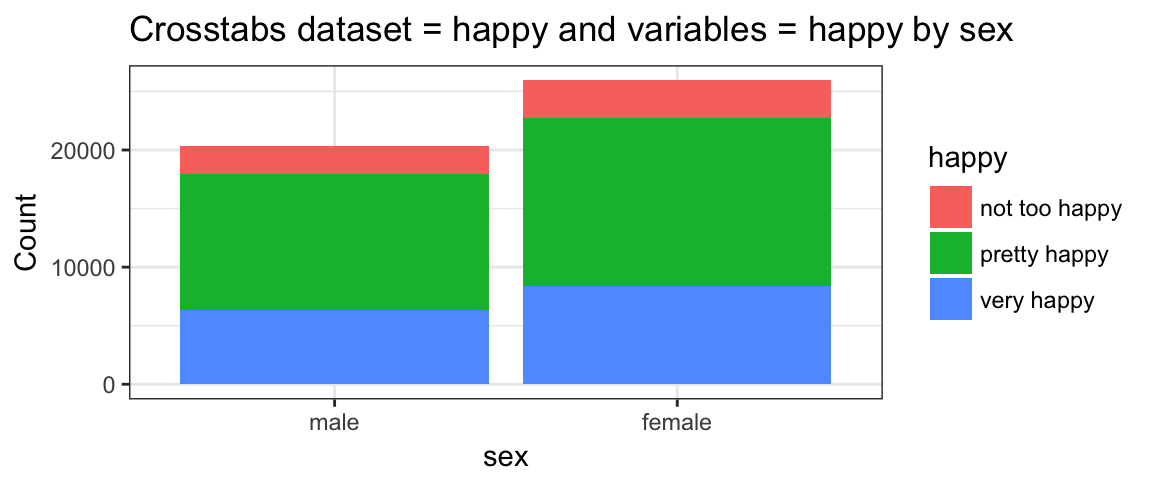 Crosstabs dataset = happy and variables = happy by sex
Count
20000
10000
0
male
female
sex
happy
not too happy
pretty happy
very happy